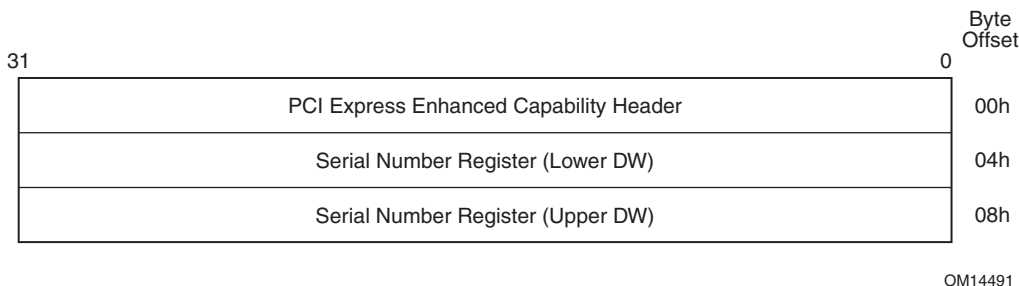 Byte
Offset
31 0
PCI Express Enhanced Capability Header 00h
Serial Number Register (Lower DW) 04h
Serial Number Register (Upper DW) 08h
OM14491